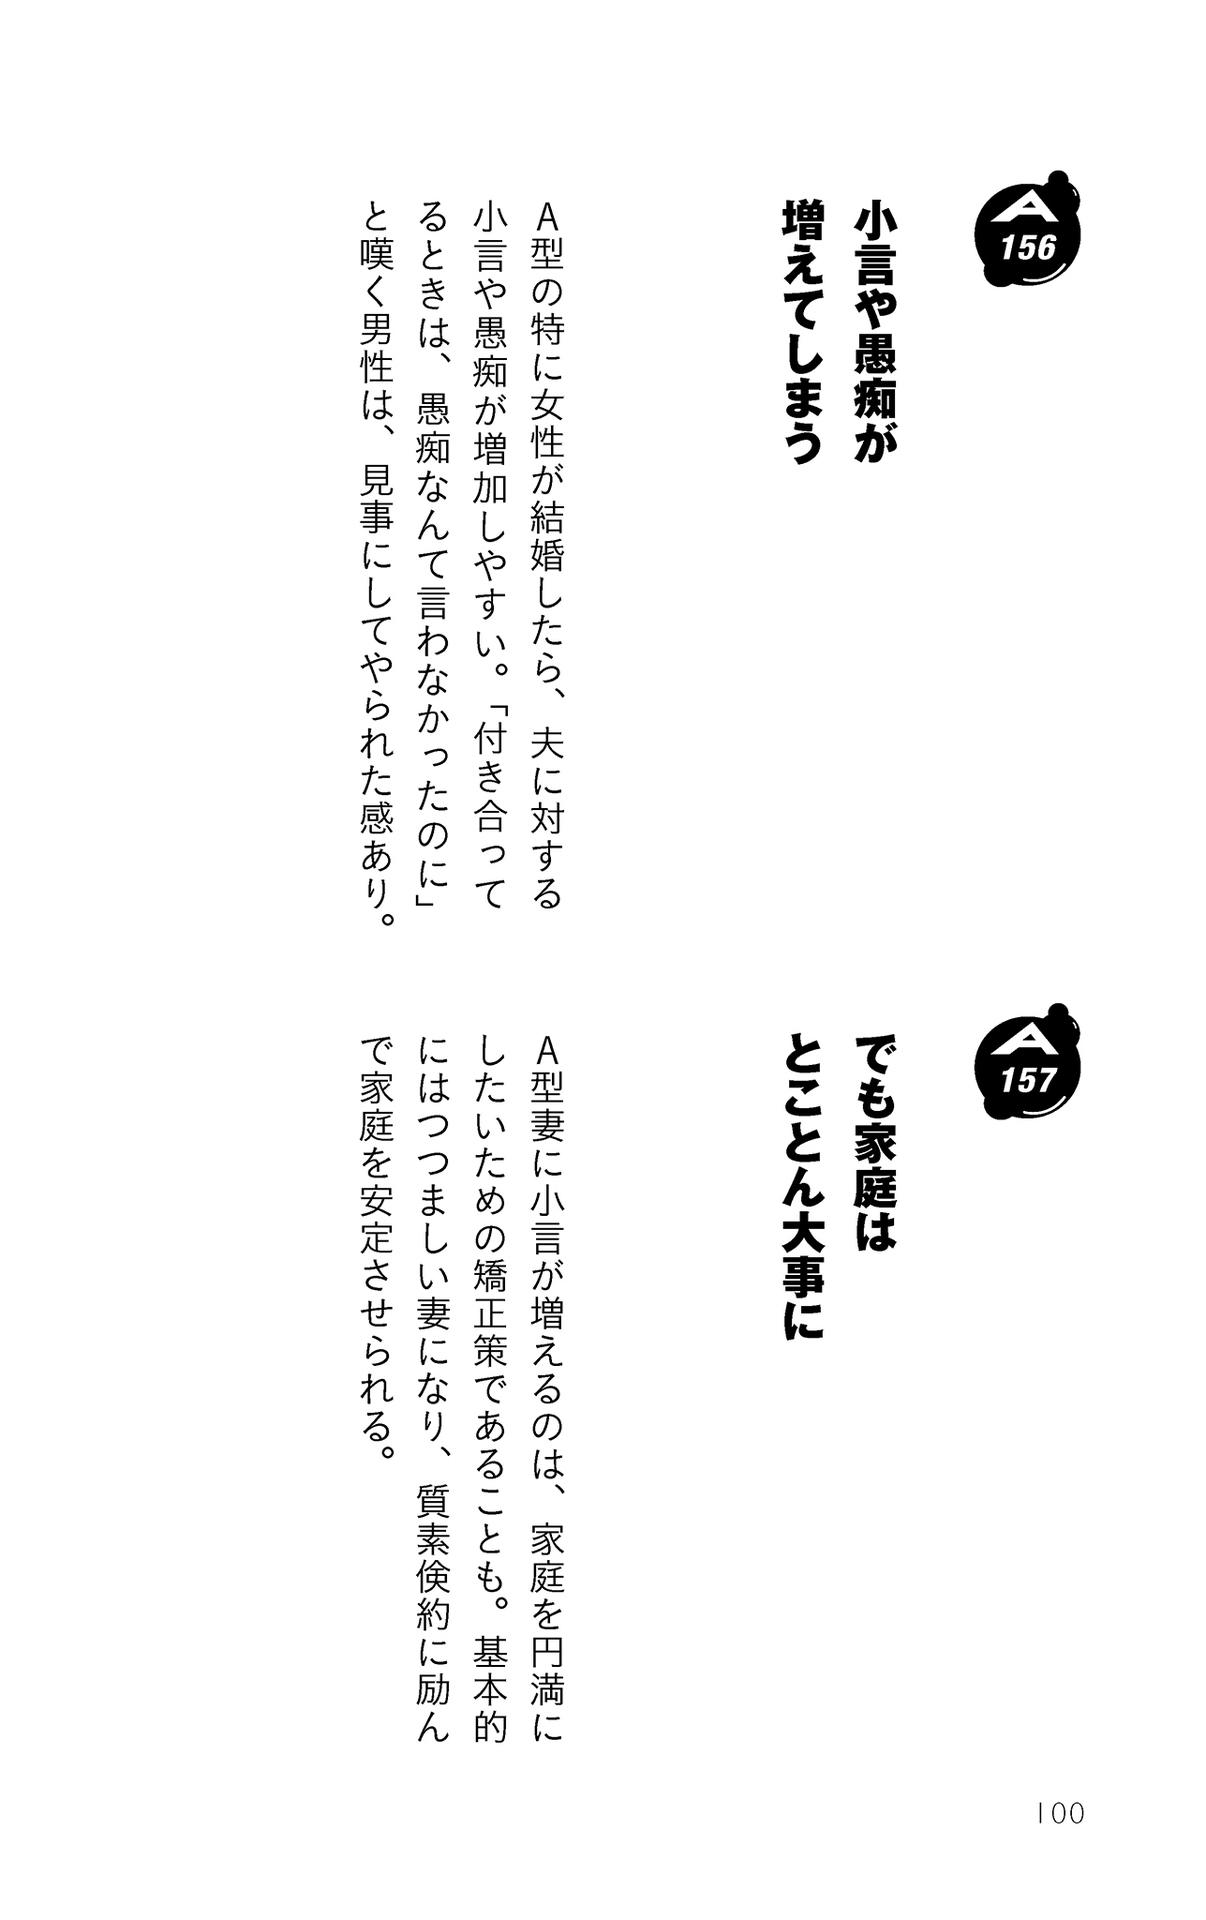 A
156
小言や愚痴が
増えてしまう
A型の特に女性が結婚したら、夫に対する
小言や愚痴が増加しやすい。「付き合って
るときは、愚痴なんて言わなかったのに」
と嘆く男性は、見事にしてやられた感あり。
A
157
でも家庭は
とことん大事に
A型妻に小言が増えるのは、家庭を円満に
したいための矯正策であることも。基本的
にはつつましい妻になり、質素倹約に励ん
で家庭を安定させられる。
100